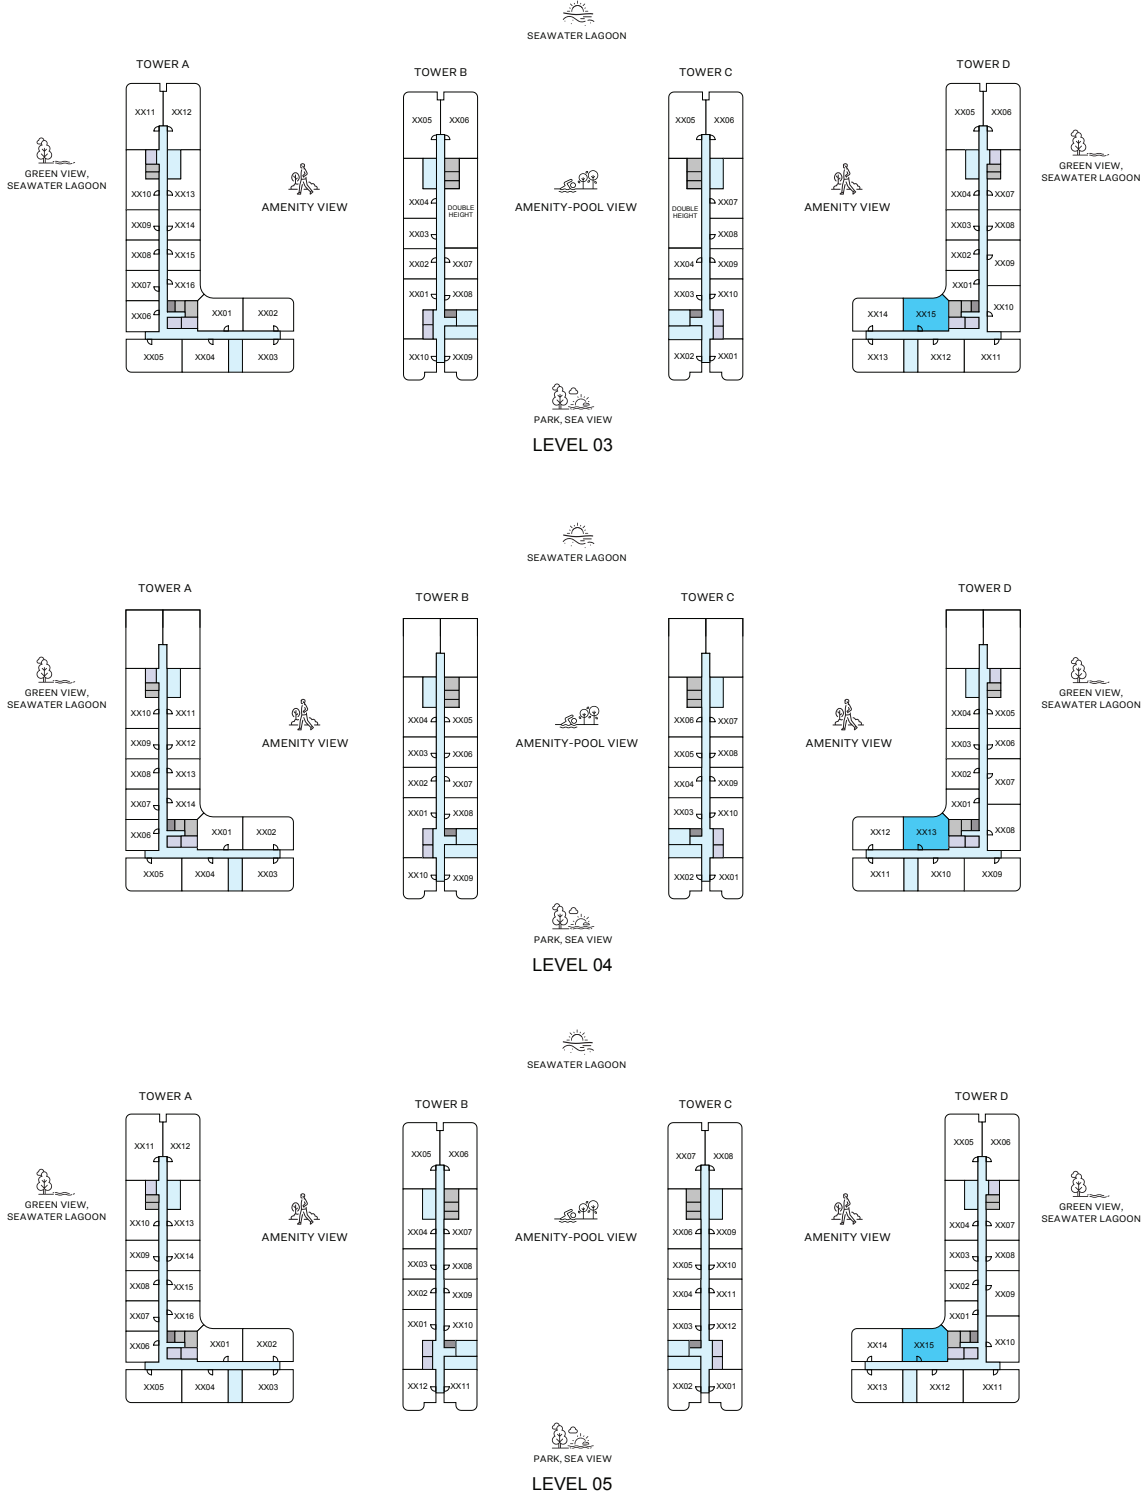 SEAWATER LAGOON
TOWER A
TOWER B
TOWER C
TOWER D
XX11 XX12
XX05 XX06
XX05 XX06
XX05 XX06
GREEN VIEW,
SEAWATER LAGOON
AMENITY VIEW
AMENITY-POOL VIEW
AMENITY VIEW
GREEN VIEW,
SEAWATER LAGOON
XX10 XX13
XX09 XX14
XX08 XX15
XX07 XX16
XX06 XX01 XX02
XX05 XX04 XX03
XX04 DOUBLE
HEIGHT
XX03
XX02 XX07
XX01 XX08
XX10 XX09
DOUBLE
HEIGHT
XX07
XX08
XX04 XX09
XX03 XX10
XX02 XX01
XX04 XX07
XX03 XX08
XX02 XX09
XX01
XX10
XX14 XX15
XX13 XX12 XX11
PARK, SEA VIEW
LEVEL 03
SEAWATER LAGOON
TOWER A
TOWER B
TOWER C
TOWER D
GREEN VIEW,
SEAWATER LAGOON
AMENITY VIEW
AMENITY-POOL VIEW
AMENITY VIEW
GREEN VIEW,
SEAWATER LAGOON
XX10 XX11
XX09 XX12
XX08 XX13
XX07 XX14
XX06 XX01 XX02
XX05 XX04 XX03
XX04 XX05
XX03 XX06
XX02 XX07
XX01 XX08
XX10 XX09
XX06 XX07
XX05 XX08
XX04 XX09
XX03 XX10
XX02 XX01
XX04 XX05
XX03 XX06
XX02 XX07
XX01
XX08
XX12 XX13
XX11 XX10 XX09
PARK, SEA VIEW
LEVEL 04
SEAWATER LAGOON
TOWER A
TOWER B
TOWER C
TOWER D
XX11 XX12
XX05 XX06
XX07 XX08
XX05 XX06
GREEN VIEW,
SEAWATER LAGOON
AMENITY VIEW
AMENITY-POOL VIEW
AMENITY VIEW
GREEN VIEW,
SEAWATER LAGOON
XX10 XX13
XX09 XX14
XX08 XX15
XX07 XX16
XX06 XX01 XX02
XX05 XX04 XX03
XX04 XX07
XX03 XX08
XX02 XX09
XX01 XX10
XX12 XX11
XX06 XX09
XX05 XX10
XX04 XX11
XX03 XX12
XX02 XX01
XX04 XX07
XX03 XX08
XX02 XX09
XX01
XX10
XX14 XX15
XX13 XX12 XX11
PARK, SEA VIEW
LEVEL 05